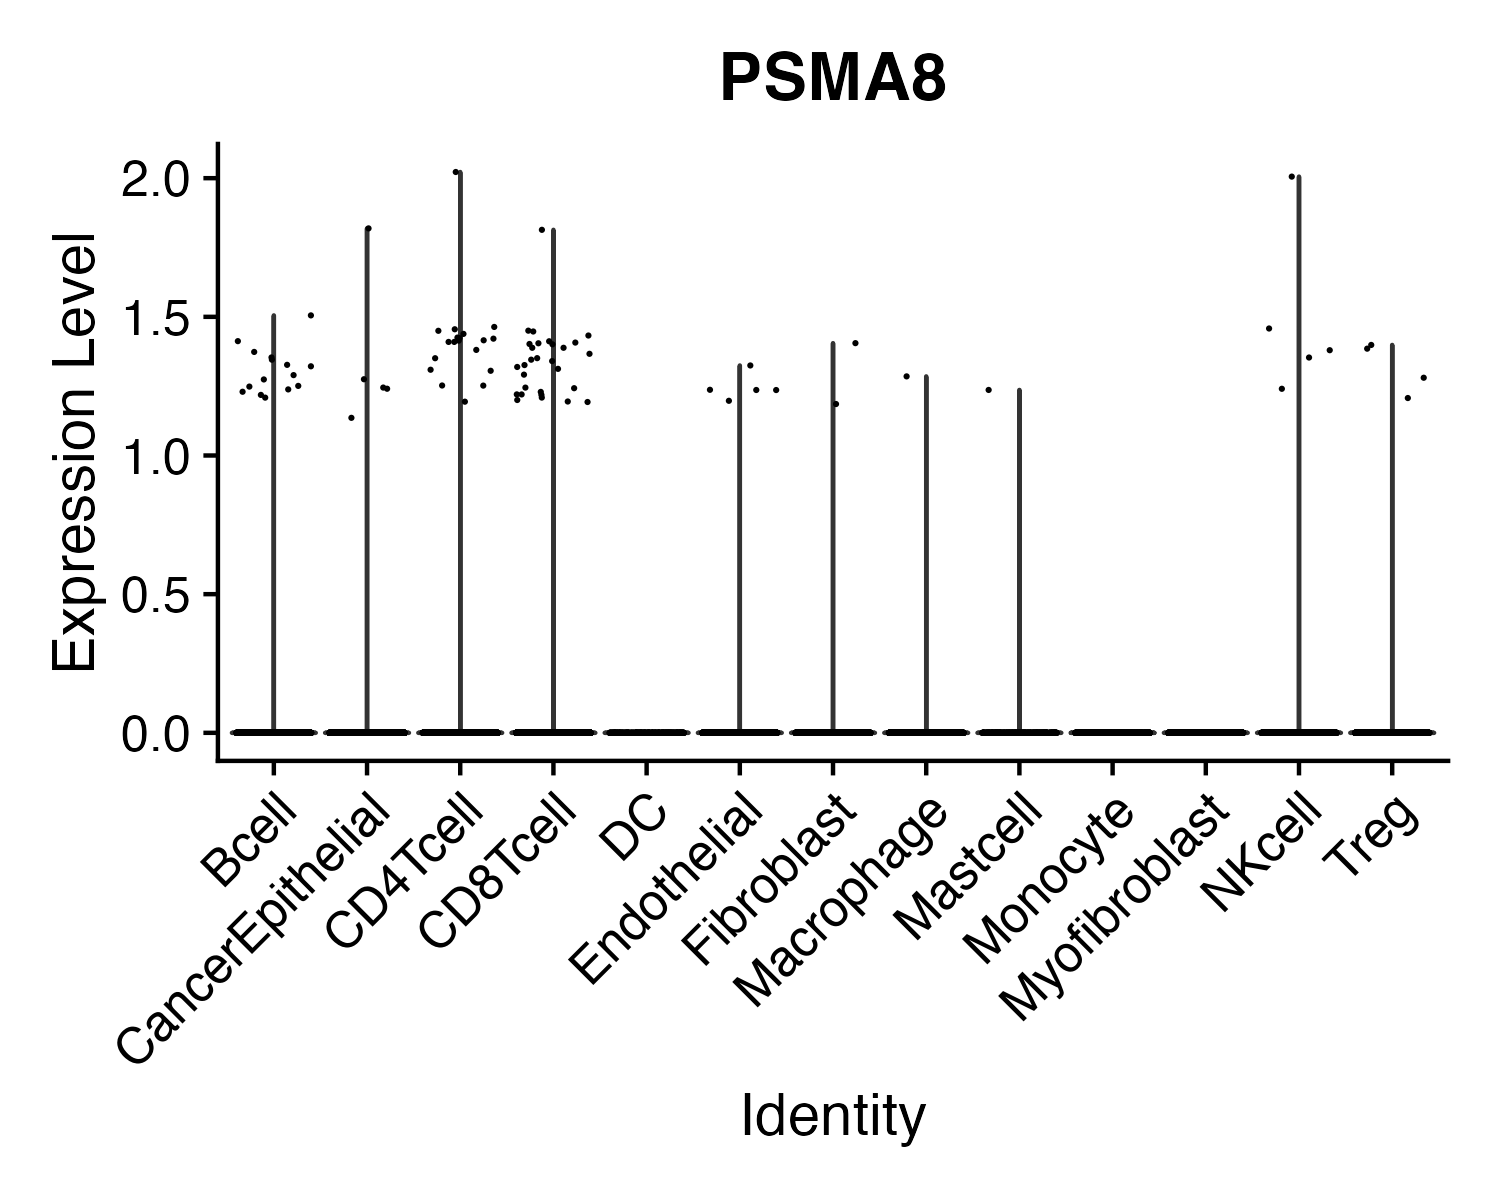 PSMA8
Expression Level
2.0
1.5
1.0
0.5
0.0
Bcell
CancerEpithelial
CD4Tcell
CD8Tcell
DC
Endothelial
Fibroblast
Macrophage
Mastcell
Monocyte
Myofibroblast
NKcell
Treg
Identity